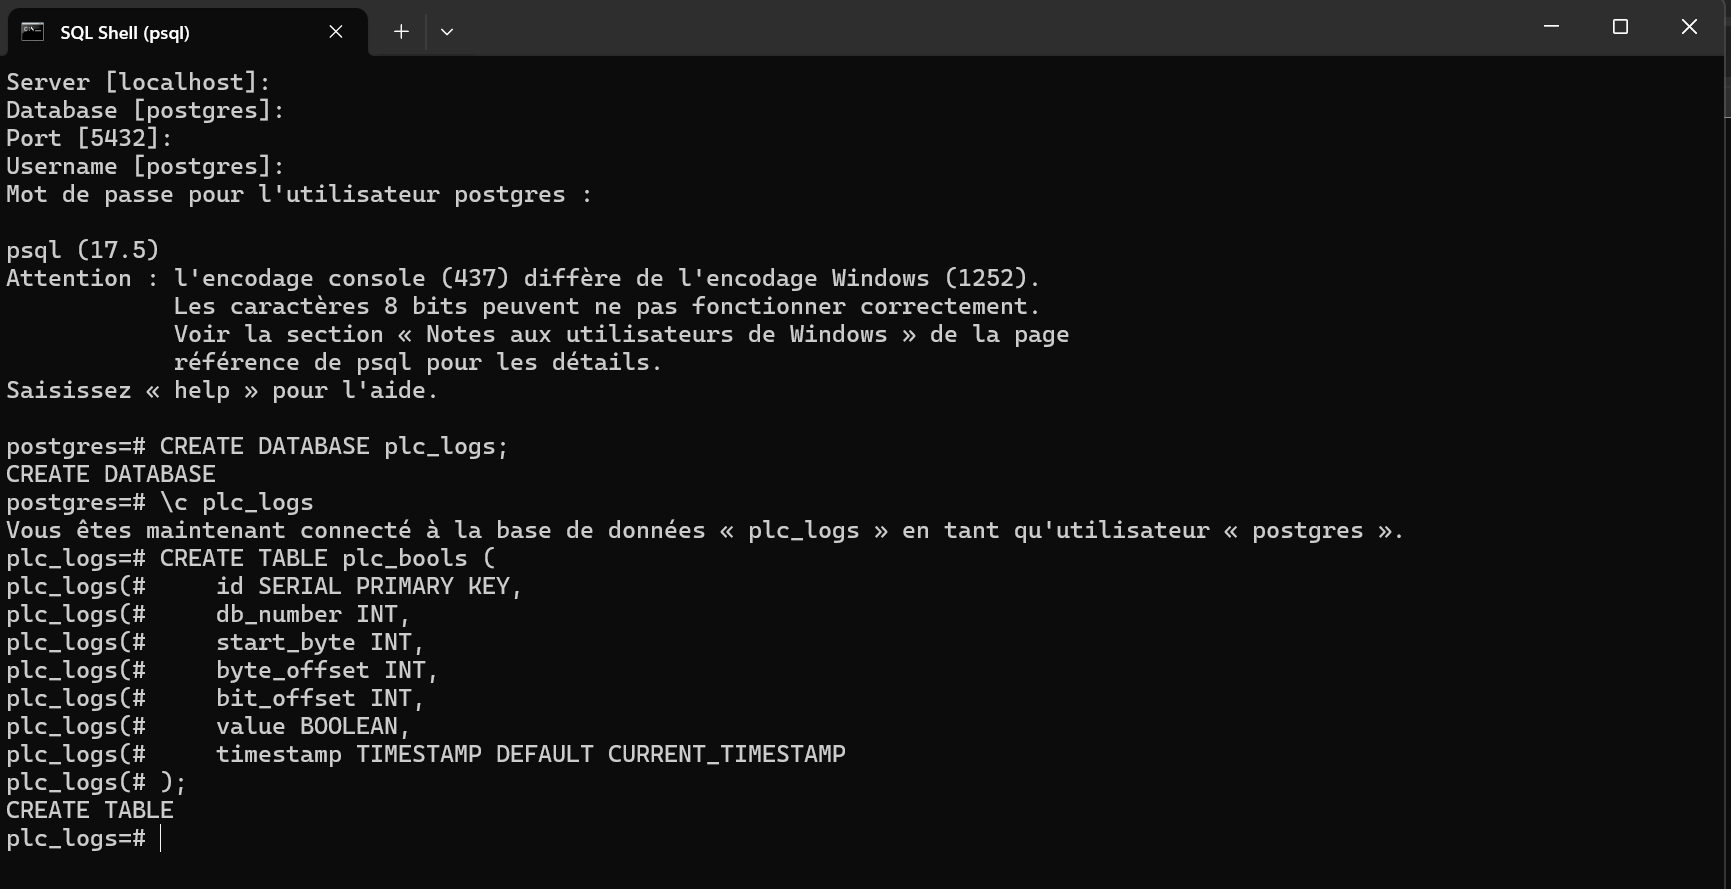 SQL Shell (psql)
Server [localhost]:
Database [postgres]:
Port [5432]:
Username [postgres]:
Mot de passe pour l'utilisateur postgres :
psql (17.5)
Attention : l'encodage console (437) diffère de l'encodage Windows (1252).
            Les caractères 8 bits peuvent ne pas fonctionner correctement.
            Voir la section « Notes aux utilisateurs de Windows » de la page
            référence de psql pour les détails.
Saisissez « help » pour l'aide.
postgres=# CREATE DATABASE plc_logs;
CREATE DATABASE
postgres=# \c plc_logs
Vous êtes maintenant connecté à la base de données « plc_logs » en tant qu'utilisateur « postgres ».
plc_logs=# CREATE TABLE plc_bools (
plc_logs(#     id SERIAL PRIMARY KEY,
plc_logs(#     db_number INT,
plc_logs(#     start_byte INT,
plc_logs(#     byte_offset INT,
plc_logs(#     bit_offset INT,
plc_logs(#     value BOOLEAN,
plc_logs(#     timestamp TIMESTAMP DEFAULT CURRENT_TIMESTAMP
plc_logs(# );
CREATE TABLE
plc_logs=#